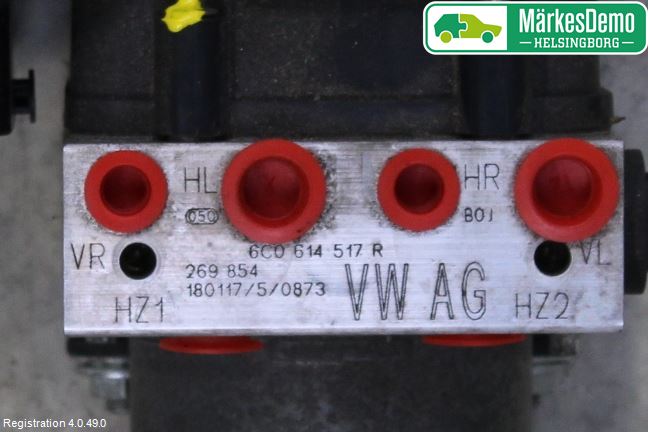 MärkesDemo
HELSINGBORG
HL
HR
050
BOJ
VR
6C0 614 517 R
VL
269 854
180117/5/0873
VW AG
HZ1
HZ2
Registration 4.0.49.0